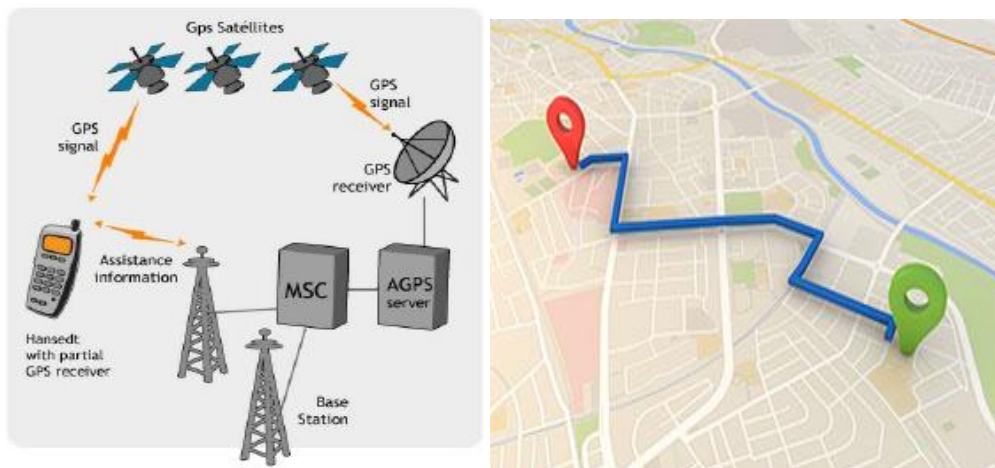 Gps Satéllites
GPS
signal
GPS
signal
GPS
receiver
Assistance
information
MSC
AGPS
server
Hansedt
with partial
GPS receiver
Base
Station